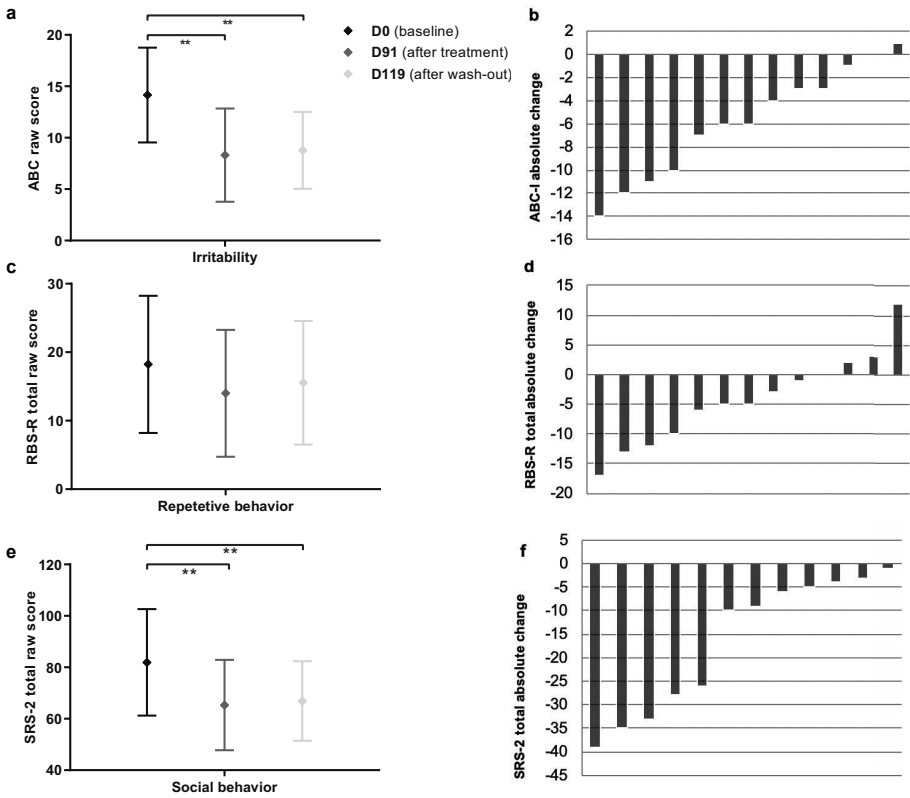 a
**
**
D0 (baseline)
D91 (after treatment)
D119 (after wash-out)
20
15
10
5
0
ABC raw score
Irritability
b
2
0
-2
-4
-6
-8
-10
-12
-14
-16
ABC-I absolute change
c
30
20
10
0
RBS-R total raw score
Repetetive behavior
d
15
10
5
0
-5
-10
-15
-20
RBS-R total absolute change
e
**
**
120
100
80
60
40
SRS-2 total raw score
Social behavior
f
5
0
-5
-10
-15
-20
-25
-30
-35
-40
-45
SRS-2 total absolute change